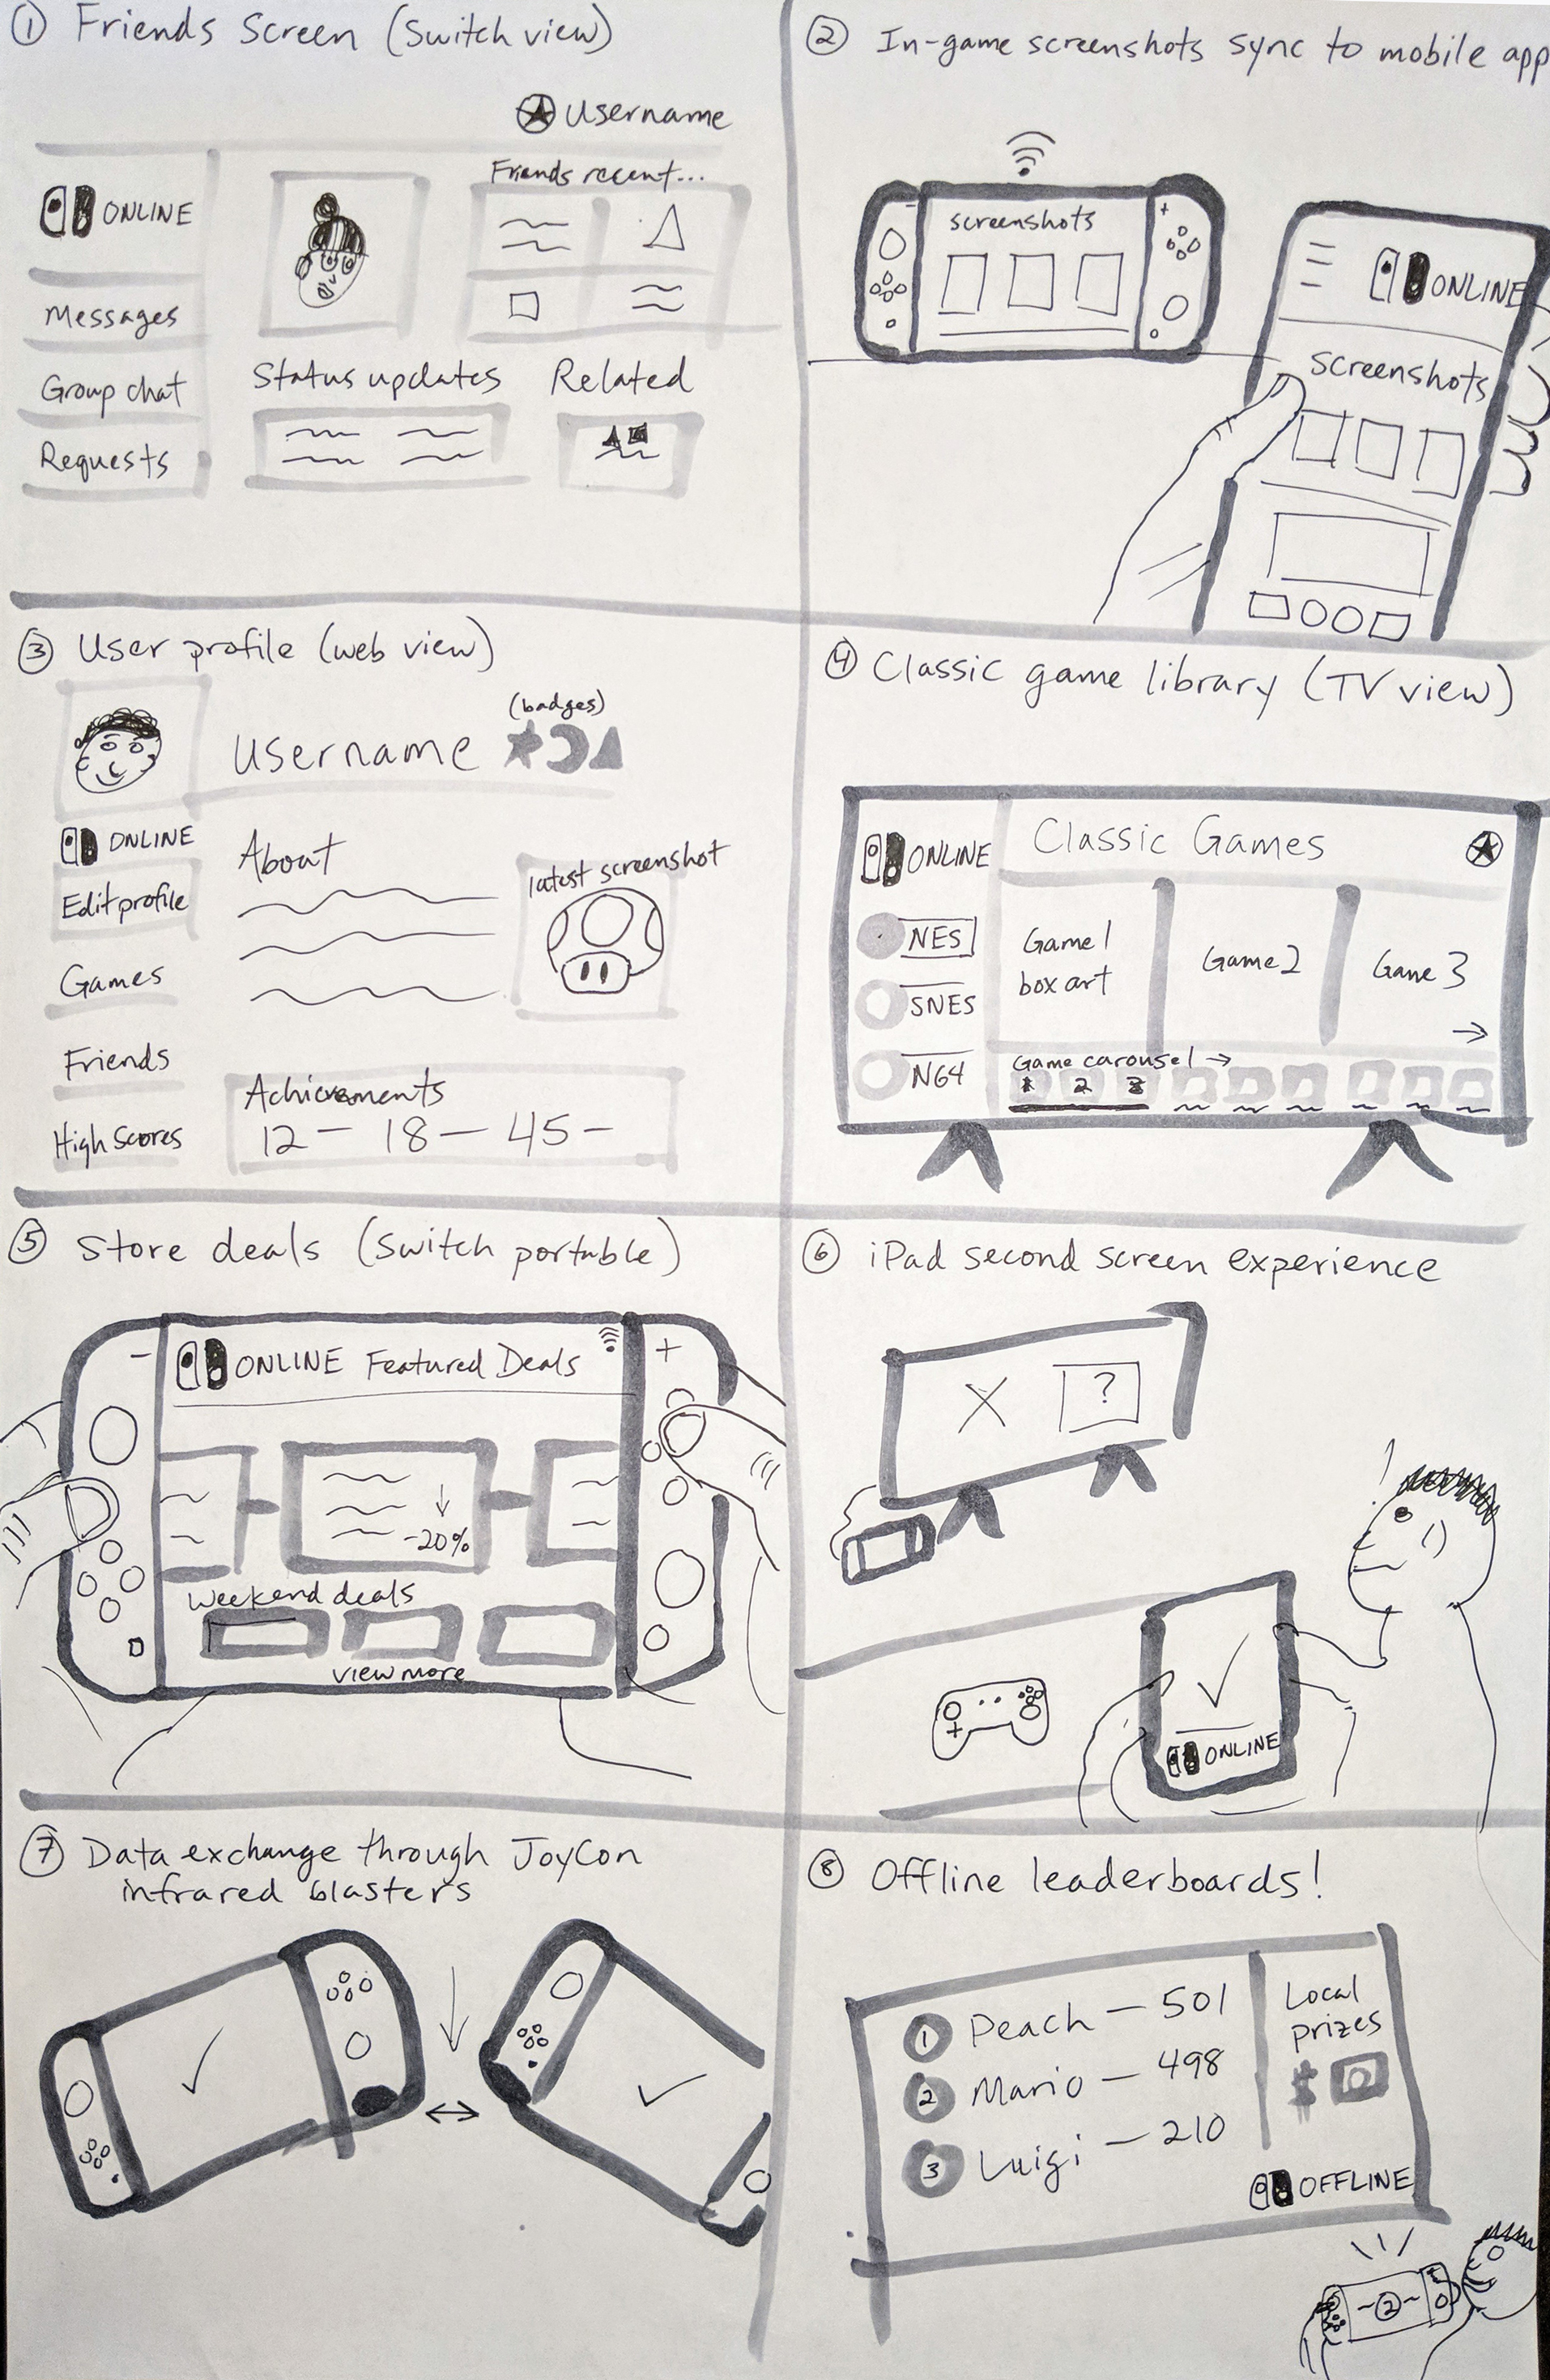 ① Friends Screen (Switch view)
Username
ONLINE
Friends recent...
Messages
Group chat
Requests
Status updates
Related
② In-game screenshots sync to mobile app
screenshots
ONLINE
Screenshots
③ User profile (web view)
Username
(badges)
ONLINE
Edit profile
Games
Friends
High Scores
About
latest screenshot
Achievements
12 — 18 — 45 —
④ Classic game library (TV view)
ONLINE
Classic Games
NES
SNES
N64
Game 1
box art
Game 2
Game 3
→
Game carousel →
1 2 3
⑤ Store deals (Switch portable)
− +
ONLINE Featured Deals
↓
-20%
Weekend deals
view more
⑥ iPad second screen experience
X ?
!
ONLINE
⑦ Data exchange through JoyCon
infrared blasters
⑧ Offline leaderboards!
① Peach — 501
② Mario — 498
③ Luigi — 210
Local
prizes
$
OFFLINE
~②~